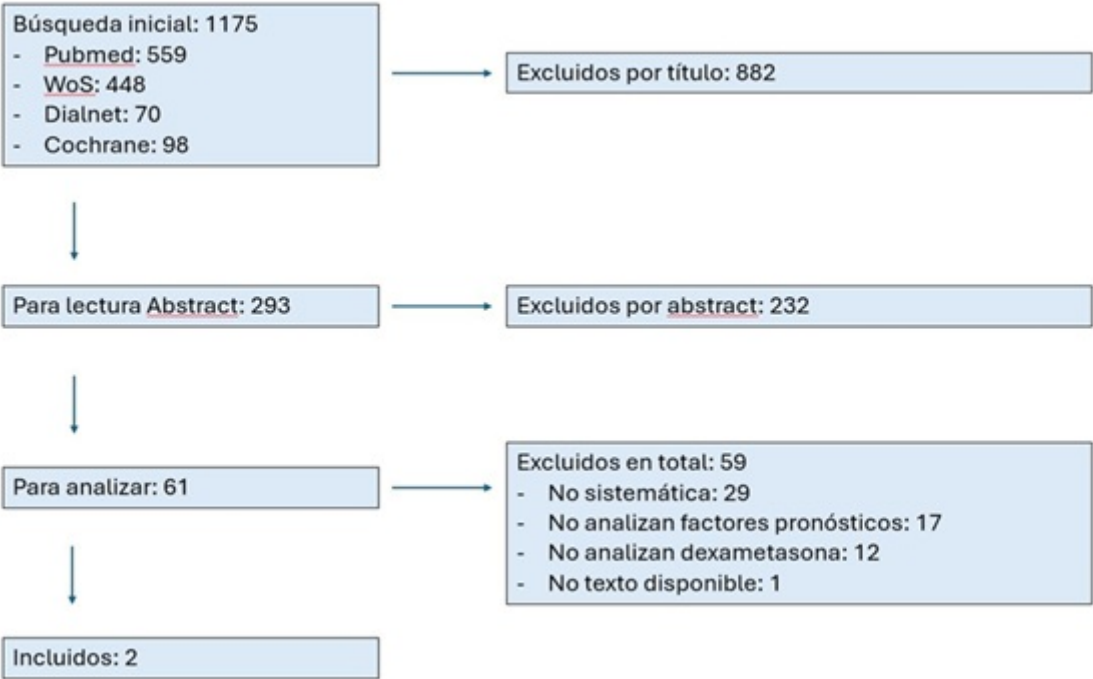 Búsqueda inicial: 1175
- Pubmed: 559
- WoS: 448
- Dialnet: 70
- Cochrane: 98
Excluidos por título: 882
Para lectura Abstract: 293
Excluidos por abstract: 232
Para analizar: 61
Excluidos en total: 59
- No sistemática: 29
- No analizan factores pronósticos: 17
- No analizan dexametasona: 12
- No texto disponible: 1
Incluidos: 2